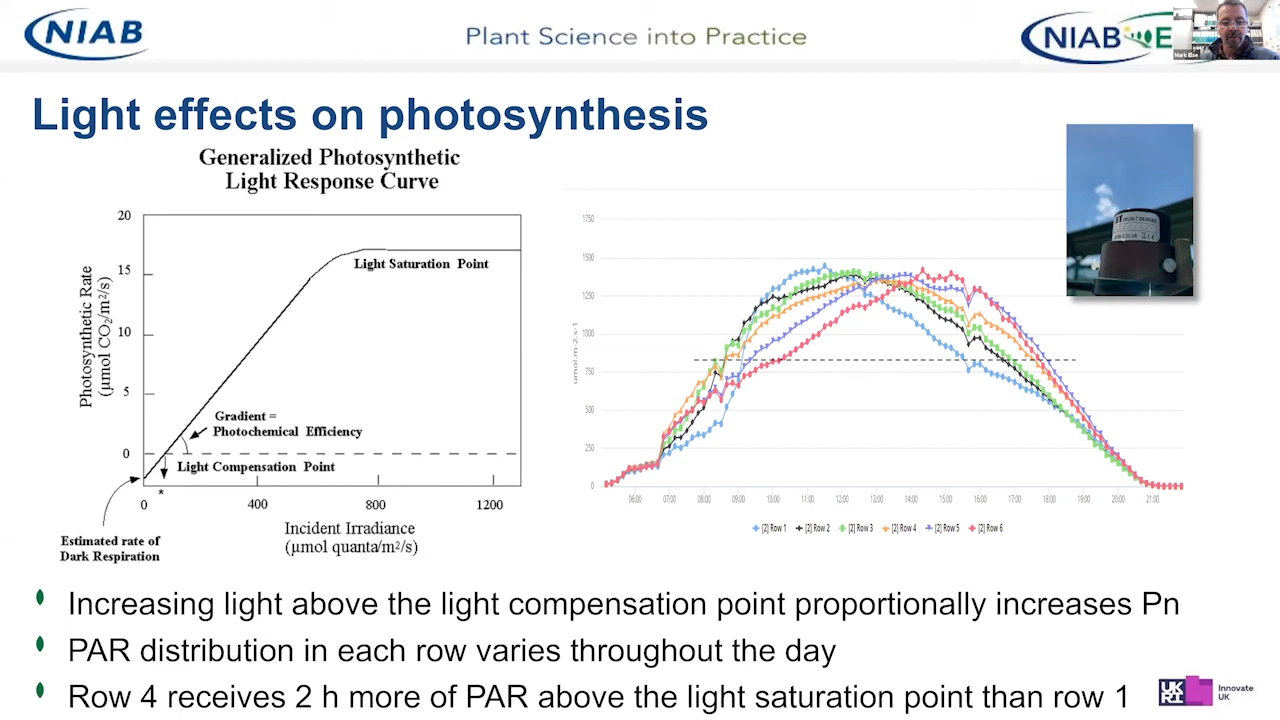 NIAB
Plant Science into Practice
NIAB E
Mark Else
Light effects on photosynthesis
Generalized Photosynthetic
Light Response Curve
Photosynthetic Rate
(µmol CO2/m2/s)
20
15
10
5
0
Light Saturation Point
Gradient =
Photochemical Efficiency
Light Compensation Point
*
0 400 800 1200
Incident Irradiance
(µmol quanta/m2/s)
Estimated rate of
Dark Respiration
umol.m-2.s-1
1750
1500
1250
1000
750
500
250
0
06:00 07:00 08:00 09:00 10:00 11:00 12:00 13:00 14:00 15:00 16:00 17:00 18:00 19:00 20:00 21:00
[2] Row 1 [2] Row 2 [2] Row 3 [2] Row 4 [2] Row 5 [2] Row 6
DELTA-T DEVICES
Increasing light above the light compensation point proportionally increases Pn
PAR distribution in each row varies throughout the day
Row 4 receives 2 h more of PAR above the light saturation point than row 1
UK
RI
Innovate
UK